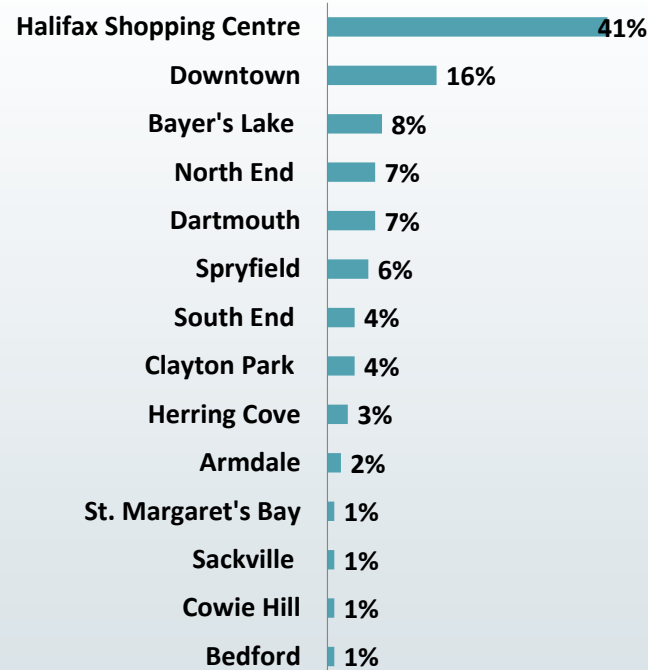 Halifax Shopping Centre 41%
Downtown 16%
Bayer's Lake 8%
North End 7%
Dartmouth 7%
Spryfield 6%
South End 4%
Clayton Park 4%
Herring Cove 3%
Armdale 2%
St. Margaret's Bay 1%
Sackville 1%
Cowie Hill 1%
Bedford 1%